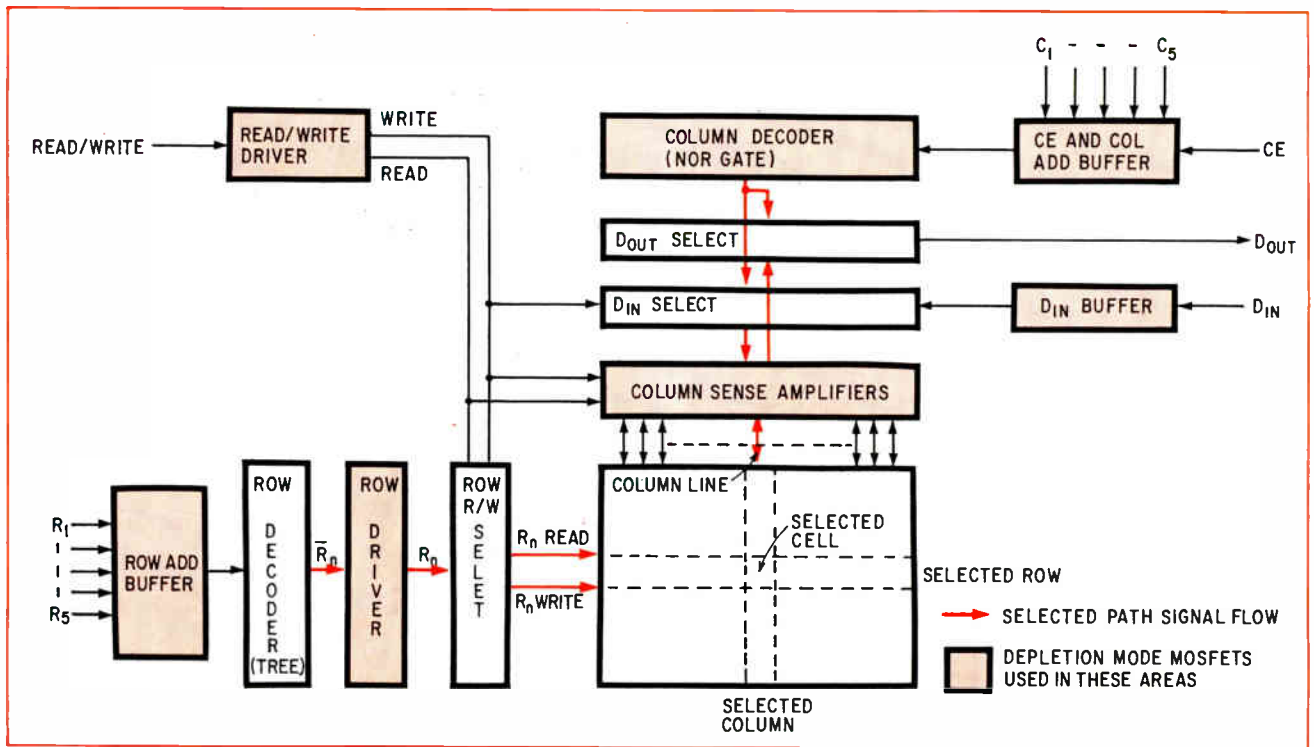 C1 - - - C5
READ/WRITE
READ/WRITE
DRIVER
WRITE
READ
COLUMN DECODER
(NOR GATE)
CE AND COL
ADD BUFFER
CE
DOUT SELECT
DOUT
DIN SELECT
DIN BUFFER
DIN
COLUMN SENSE AMPLIFIERS
COLUMN LINE
R1
R5
ROW ADD
BUFFER
ROW
DECODER
(TREE)
R̅n
ROW
DRIVER
Rn
ROW
R/W
SELET
Rn READ
Rn WRITE
SELECTED
CELL
SELECTED ROW
SELECTED
COLUMN
SELECTED PATH SIGNAL FLOW
DEPLETION MODE MOSFETS
USED IN THESE AREAS